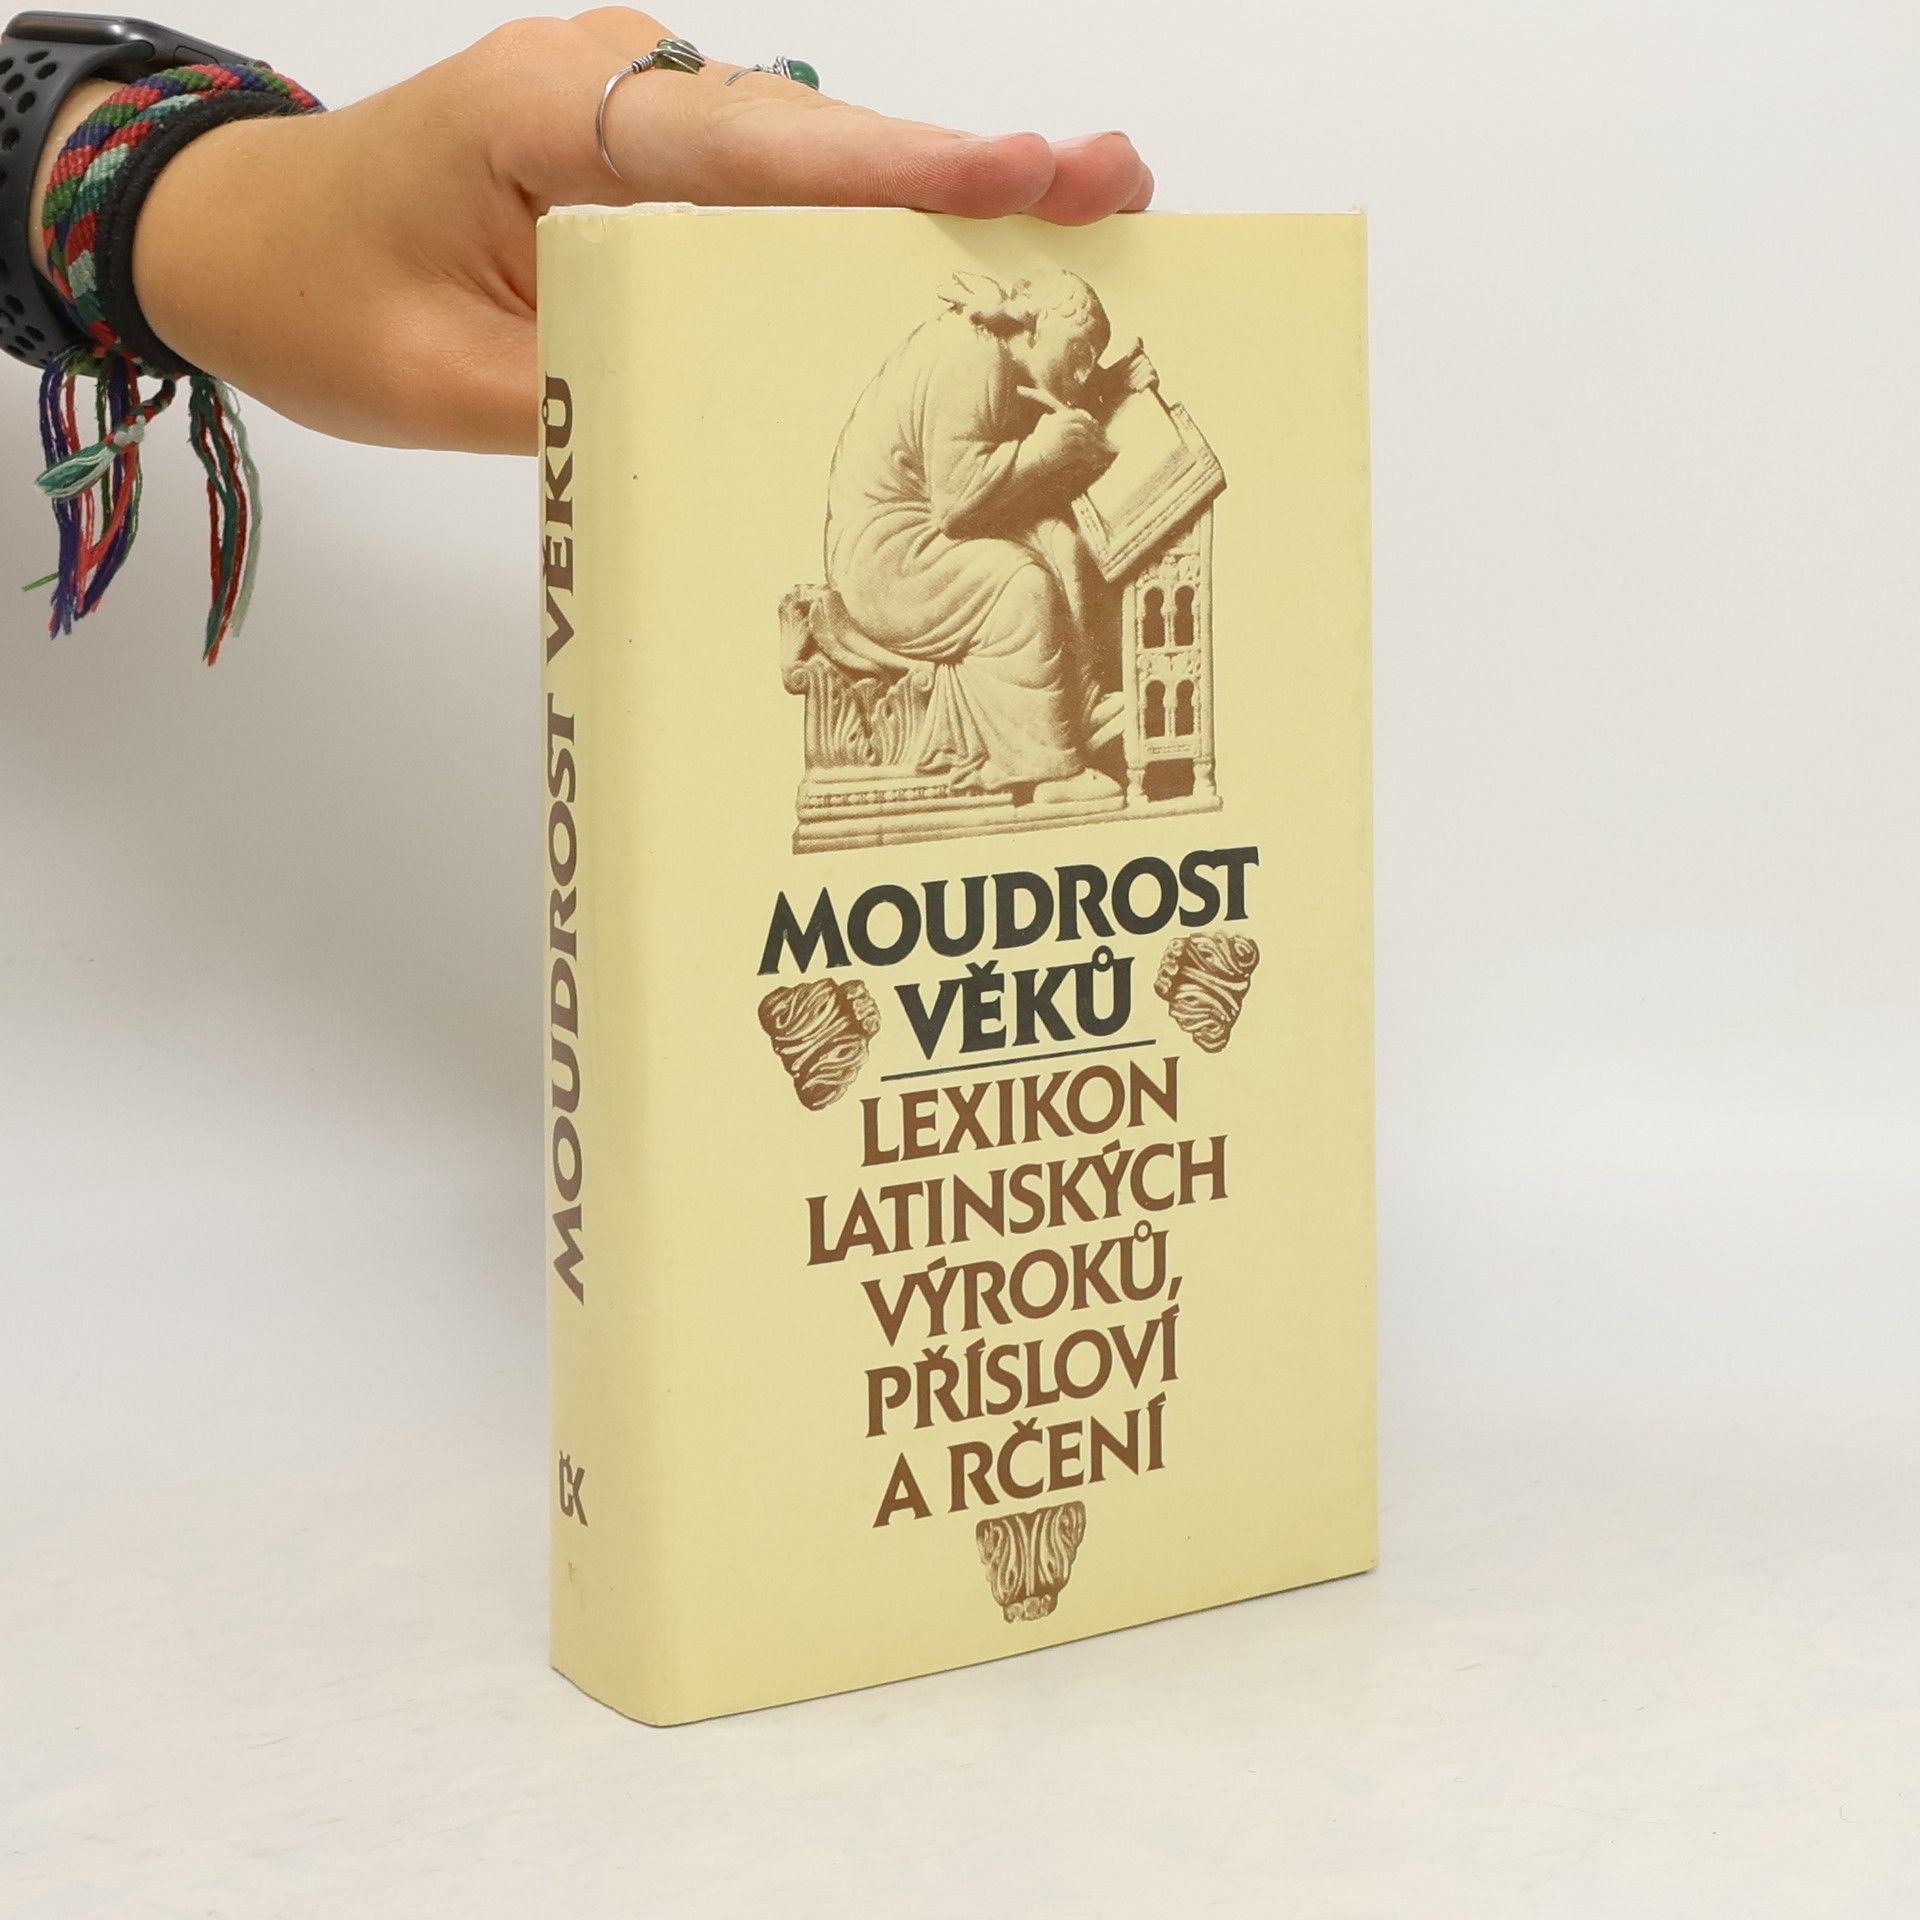 MOUDROST VĚKŮ
ČK
MOUDROST
VĚKŮ
LEXIKON
LATINSKÝCH
VÝROKŮ,
PŘÍSLOVÍ
A RČENÍ